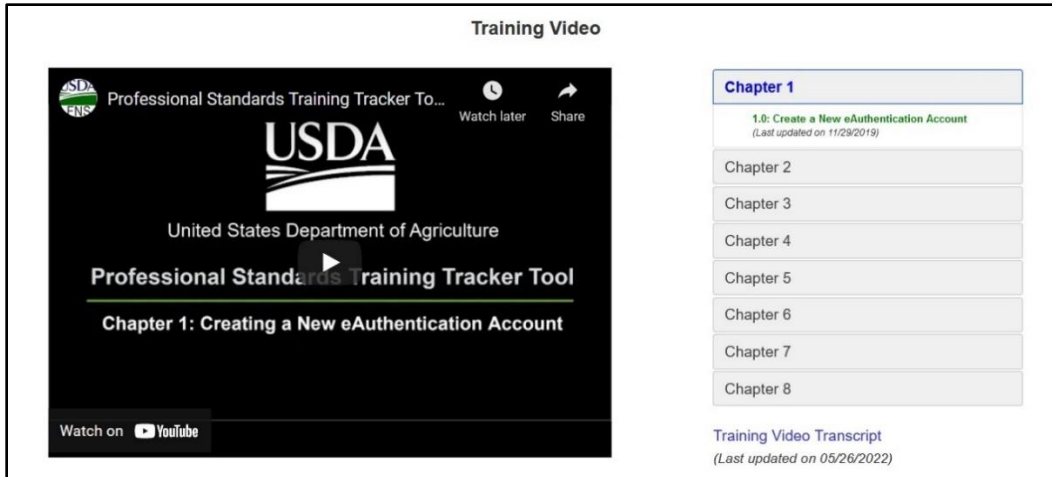 Training Video
USDA
FNS
Professional Standards Training Tracker To...
Watch later
Share
USDA
United States Department of Agriculture
Professional Standards Training Tracker Tool
Chapter 1: Creating a New eAuthentication Account
Watch on YouTube
Chapter 1
1.0: Create a New eAuthentication Account
(Last updated on 11/29/2019)
Chapter 2
Chapter 3
Chapter 4
Chapter 5
Chapter 6
Chapter 7
Chapter 8
Training Video Transcript
(Last updated on 05/26/2022)